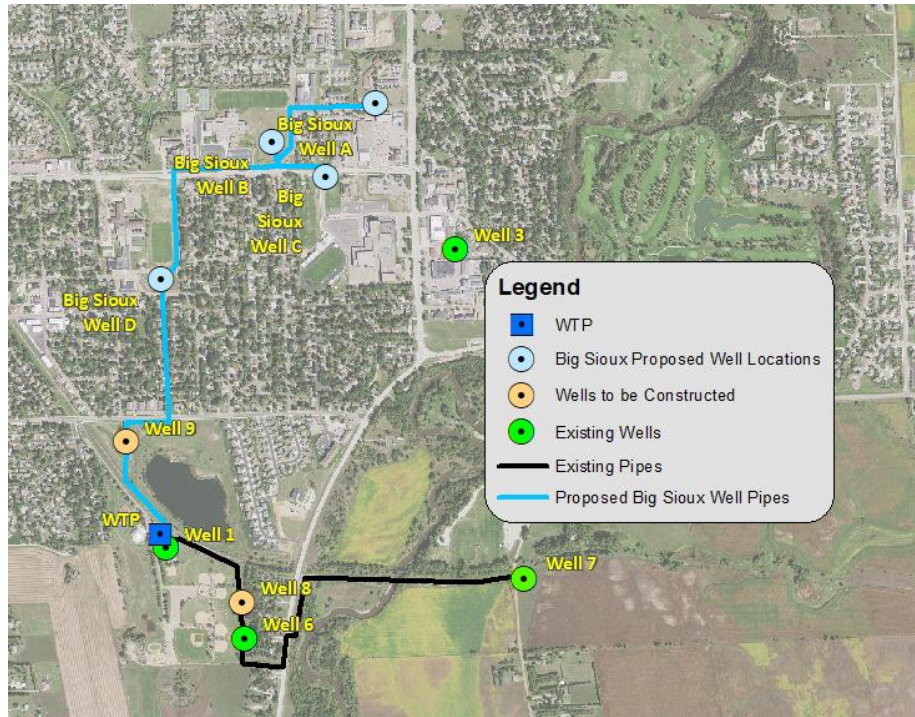 Big Sioux
Well A
Big Sioux
Well B
Big
Sioux
Well C
Well 3
Big Sioux
Well D
Legend
WTP
Big Sioux Proposed Well Locations
Wells to be Constructed
Existing Wells
Existing Pipes
Proposed Big Sioux Well Pipes
Well 9
WTP
Well 1
Well 7
Well 8
Well 6